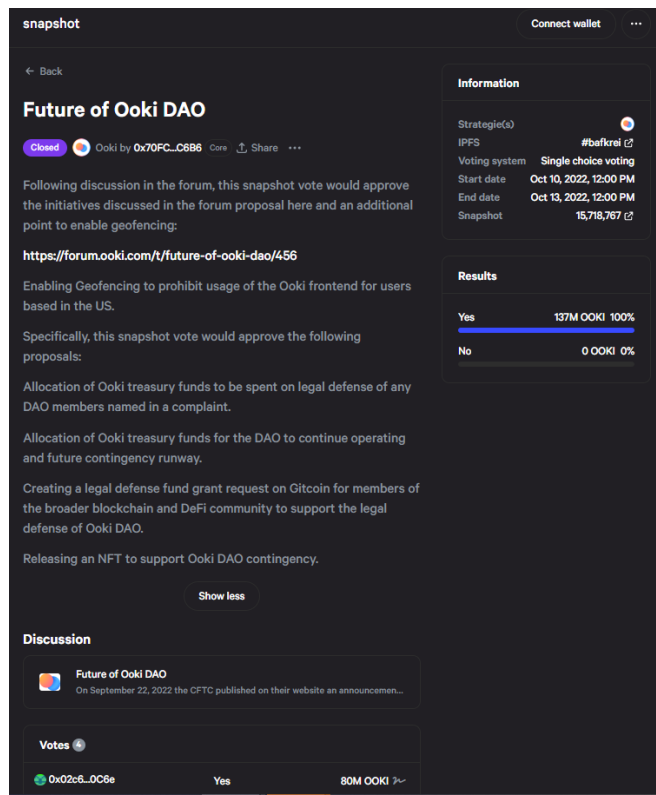 snapshot
Connect wallet
← Back
Future of Ooki DAO
Closed Ooki by 0x70FC...C6B6 Core Share
Following discussion in the forum, this snapshot vote would approve
the initiatives discussed in the forum proposal here and an additional
point to enable geofencing:
https://forum.ooki.com/t/future-of-ooki-dao/456
Enabling Geofencing to prohibit usage of the Ooki frontend for users
based in the US.
Specifically, this snapshot vote would approve the following
proposals:
Allocation of Ooki treasury funds to be spent on legal defense of any
DAO members named in a complaint.
Allocation of Ooki treasury funds for the DAO to continue operating
and future contingency runway.
Creating a legal defense fund grant request on Gitcoin for members of
the broader blockchain and DeFi community to support the legal
defense of Ooki DAO.
Releasing an NFT to support Ooki DAO contingency.
Show less
Discussion
Future of Ooki DAO
On September 22, 2022 the CFTC published on their website an announcemen...
Votes 4
0x02c6...0C6e Yes 80M OOKI
Information
Strategie(s)
IPFS #bafkrei
Voting system Single choice voting
Start date Oct 10, 2022, 12:00 PM
End date Oct 13, 2022, 12:00 PM
Snapshot 15,718,767
Results
Yes 137M OOKI 100%
No 0 OOKI 0%